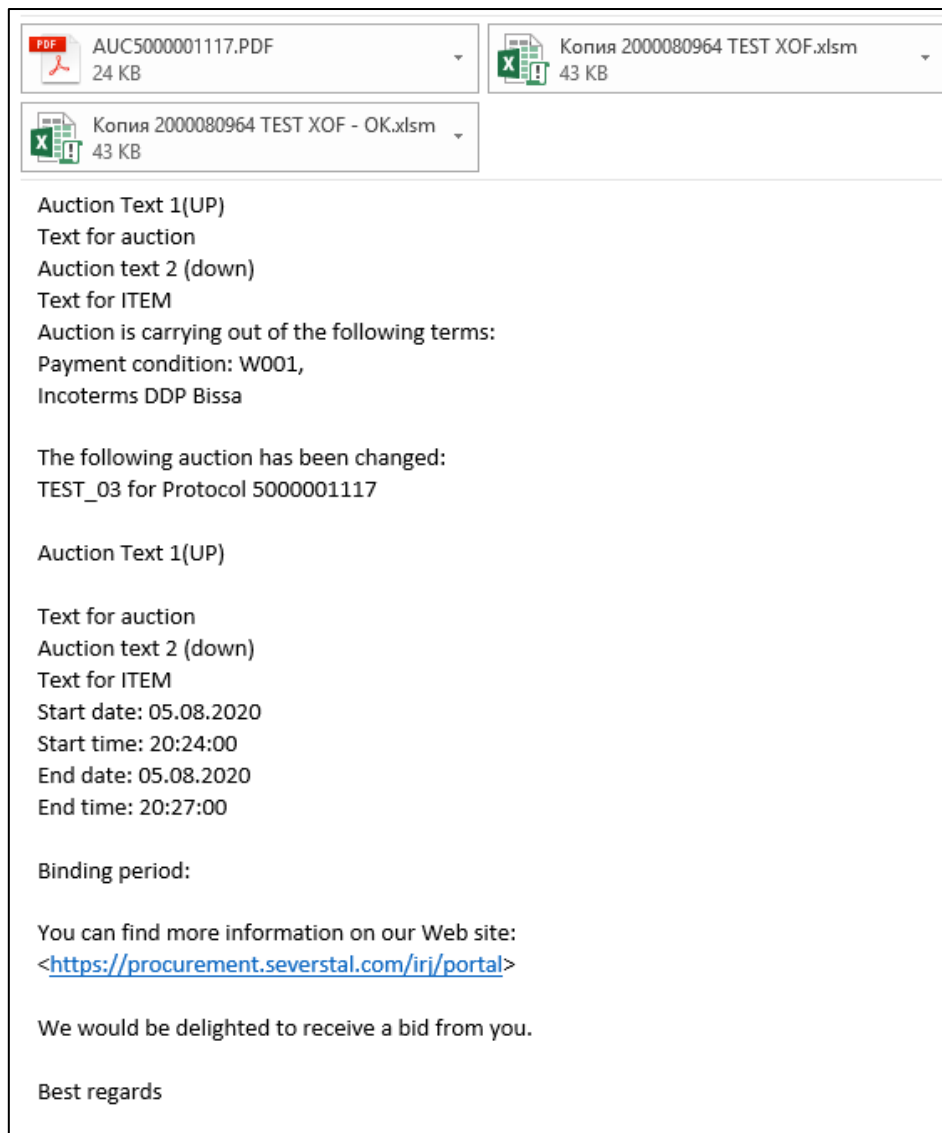 PDF
AUC5000001117.PDF
24 KB
Копия 2000080964 TEST XOF.xlsm
43 KB
Копия 2000080964 TEST XOF - OK.xlsm
43 KB
Auction Text 1(UP)
Text for auction
Auction text 2 (down)
Text for ITEM
Auction is carrying out of the following terms:
Payment condition: W001,
Incoterms DDP Bissa
The following auction has been changed:
TEST_03 for Protocol 5000001117
Auction Text 1(UP)
Text for auction
Auction text 2 (down)
Text for ITEM
Start date: 05.08.2020
Start time: 20:24:00
End date: 05.08.2020
End time: 20:27:00
Binding period:
You can find more information on our Web site:
<https://procurement.severstal.com/irj/portal>
We would be delighted to receive a bid from you.
Best regards